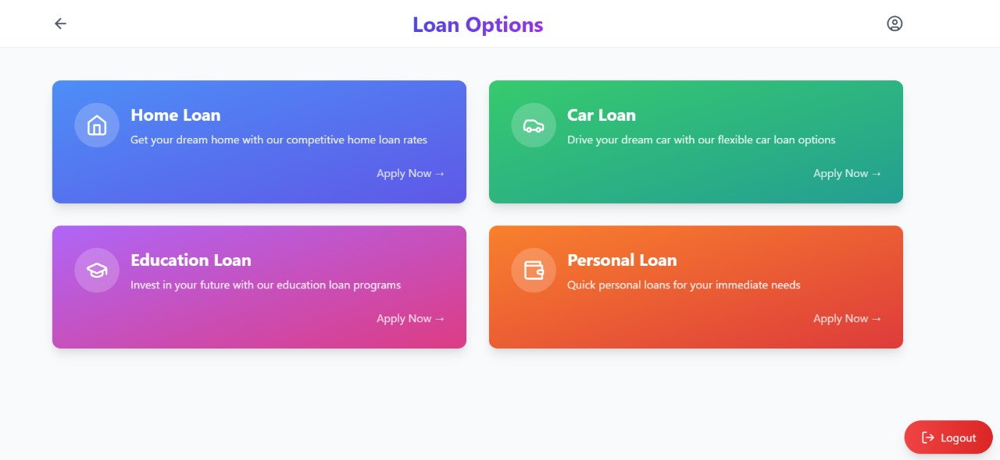 Loan Options
Home Loan
Get your dream home with our competitive home loan rates
Apply Now →
Car Loan
Drive your dream car with our flexible car loan options
Apply Now →
Education Loan
Invest in your future with our education loan programs
Apply Now →
Personal Loan
Quick personal loans for your immediate needs
Apply Now →
Logout